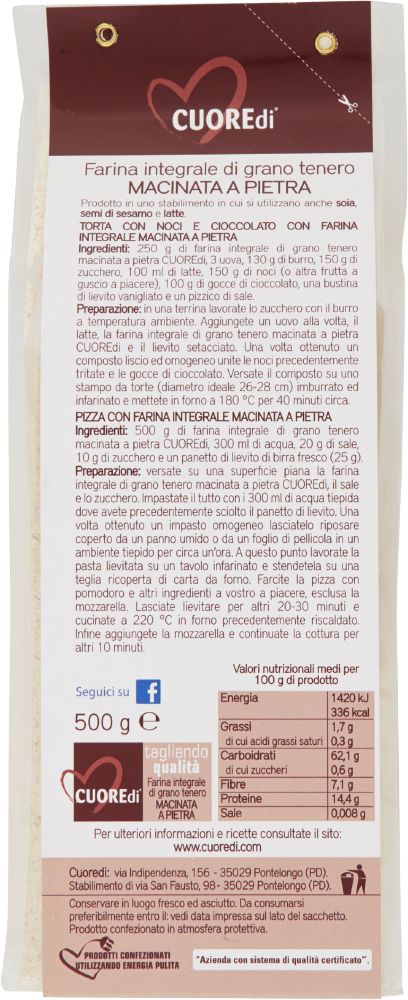 CUOREdi®
Farina integrale di grano tenero
MACINATA A PIETRA
Prodotto in uno stabilimento in cui si utilizzano anche soia,
semi di sesamo e latte.
TORTA CON NOCI E CIOCCOLATO CON FARINA
INTEGRALE MACINATA A PIETRA
Ingredienti: 250 g di farina integrale di grano tenero
macinata a pietra CUOREdi, 3 uova, 130 g di burro, 150 g di
zucchero, 100 ml di latte, 150 g di noci (o altra frutta a
guscio a piacere), 100 g di gocce di cioccolato, una bustina
di lievito vanigliato e un pizzico di sale.
Preparazione: in una terrina lavorate lo zucchero con il burro
a temperatura ambiente. Aggiungete un uovo alla volta, il
latte, la farina integrale di grano tenero macinata a pietra
CUOREdi e il lievito setacciato. Una volta ottenuto un
composto liscio ed omogeneo unite le noci precedentemente
tritate e le gocce di cioccolato. Versate il composto su uno
stampo da torte (diametro ideale 26-28 cm) imburrato ed
infarinato e mettete in forno a 180 °C per 40 minuti circa.
PIZZA CON FARINA INTEGRALE MACINATA A PIETRA
Ingredienti: 500 g di farina integrale di grano tenero
macinata a pietra CUOREdi, 300 ml di acqua, 20 g di sale,
10 g di zucchero e un panetto di lievito di birra fresco (25 g).
Preparazione: versate su una superficie piana la farina
integrale di grano tenero macinata a pietra CUOREdi, il sale
e lo zucchero. Impastate il tutto con i 300 ml di acqua tiepida
dove avete precedentemente sciolto il panetto di lievito. Una
volta ottenuto un impasto omogeneo lasciatelo riposare
coperto da un panno umido o da un foglio di pellicola in un
ambiente tiepido per circa un'ora. A questo punto lavorate la
pasta lievitata su un tavolo infarinato e stendetela su una
teglia ricoperta di carta da forno. Farcite la pizza con
pomodoro e altri ingredienti a vostro a piacere, esclusa la
mozzarella. Lasciate lievitare per altri 20-30 minuti e
cucinate a 220 °C in forno precedentemente riscaldato.
Infine aggiungete la mozzarella e continuate la cottura per
altri 10 minuti.
Seguici su f
500 g e
tagliando
qualità
CUOREdi®
Farina integrale
di grano tenero
MACINATA
A PIETRA
Valori nutrizionali medi per
100 g di prodotto
Energia 1420 kJ
336 kcal
Grassi 1,7 g
di cui acidi grassi saturi 0,3 g
Carboidrati 62,1 g
di cui zuccheri 0,6 g
Fibre 7,1 g
Proteine 14,4 g
Sale 0,008 g
Per ulteriori informazioni e ricette consultate il sito:
www.cuoredi.com
Cuoredi: via Indipendenza, 156 - 35029 Pontelongo (PD).
Stabilimento di via San Fausto, 98 - 35029 Pontelongo (PD).
Conservare in luogo fresco ed asciutto. Da consumarsi
preferibilmente entro il: vedi data impressa sul lato del sacchetto.
Prodotto confezionato in atmosfera protettiva.
PRODOTTI CONFEZIONATI
UTILIZZANDO ENERGIA PULITA
"Azienda con sistema di qualità certificato".